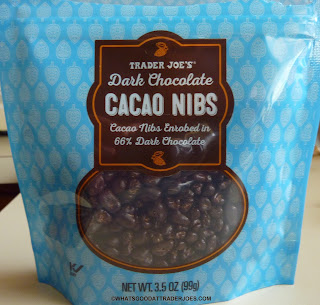 TRADER JOE'S
Dark Chocolate
CACAO NIBS
Cacao Nibs Enrobed in
66% Dark Chocolate
NET WT. 3.5 OZ (99g)
©WHATSGOODATTRADERJOES.COM